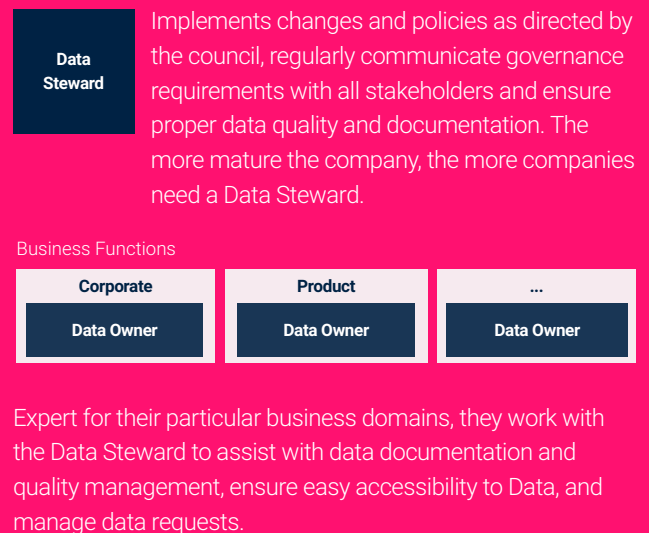 Data
Steward
Implements changes and policies as directed by
the council, regularly communicate governance
requirements with all stakeholders and ensure
proper data quality and documentation. The
more mature the company, the more companies
need a Data Steward.
Business Functions
Corporate
Data Owner
Product
Data Owner
...
Data Owner
Expert for their particular business domains, they work with
the Data Steward to assist with data documentation and
quality management, ensure easy accessibility to Data, and
manage data requests.